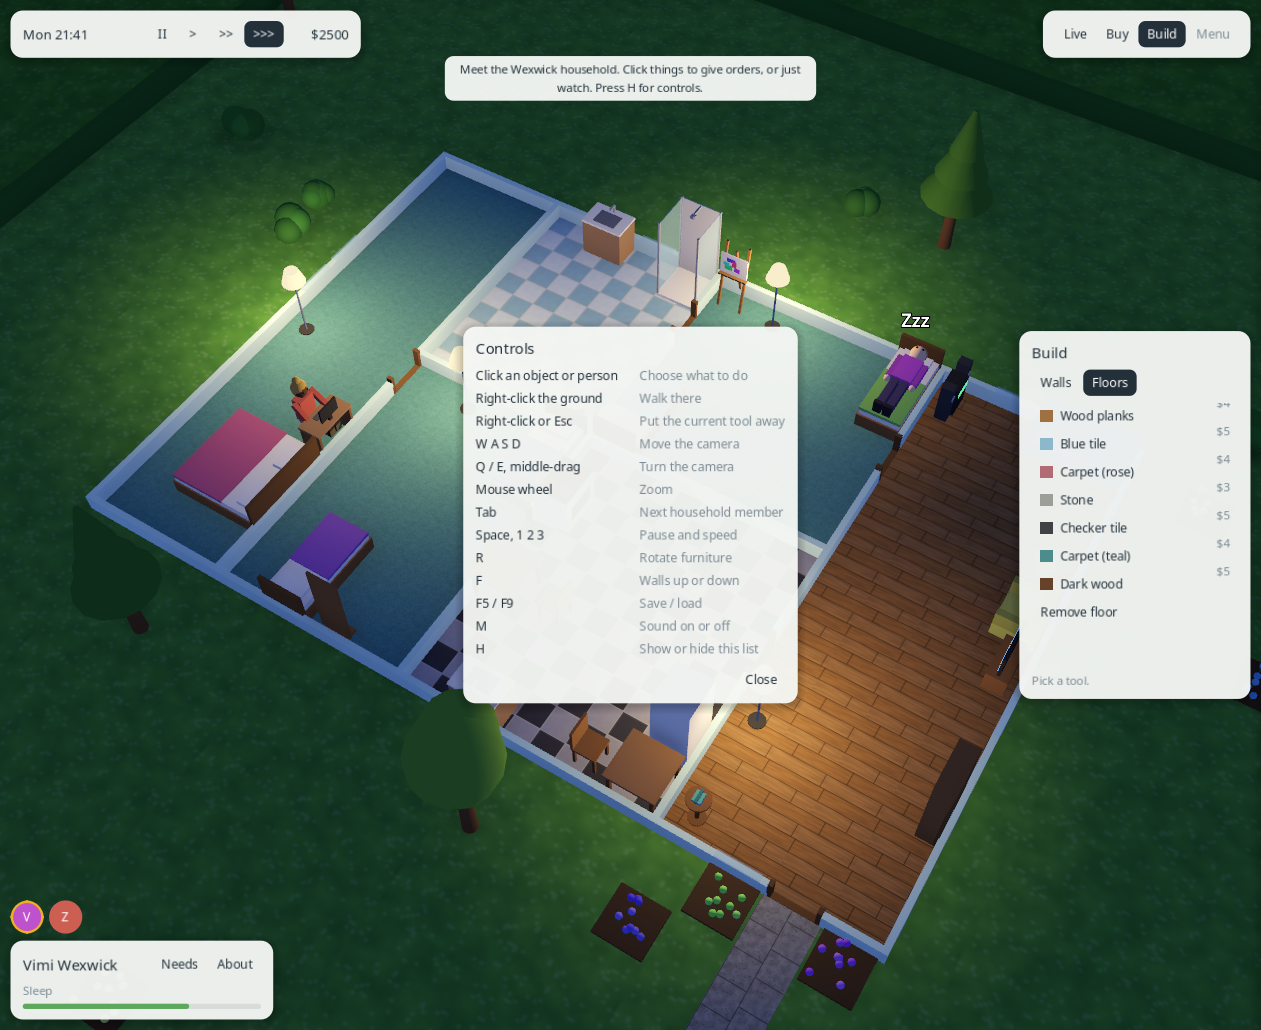 Mon 21:41
II
>
>>
>>>
$2500
Live
Buy
Build
Menu
Meet the Wexwick household. Click things to give orders, or just
watch. Press H for controls.
Zzz
Controls
Click an object or person Choose what to do
Right-click the ground Walk there
Right-click or Esc Put the current tool away
W A S D Move the camera
Q / E, middle-drag Turn the camera
Mouse wheel Zoom
Tab Next household member
Space, 1 2 3 Pause and speed
R Rotate furniture
F Walls up or down
F5 / F9 Save / load
M Sound on or off
H Show or hide this list
Close
Build
Walls
Floors
$4
Wood planks
$5
Blue tile
$4
Carpet (rose)
$3
Stone
$5
Checker tile
$4
Carpet (teal)
$5
Dark wood
Remove floor
Pick a tool.
V
Z
Vimi Wexwick
Needs
About
Sleep